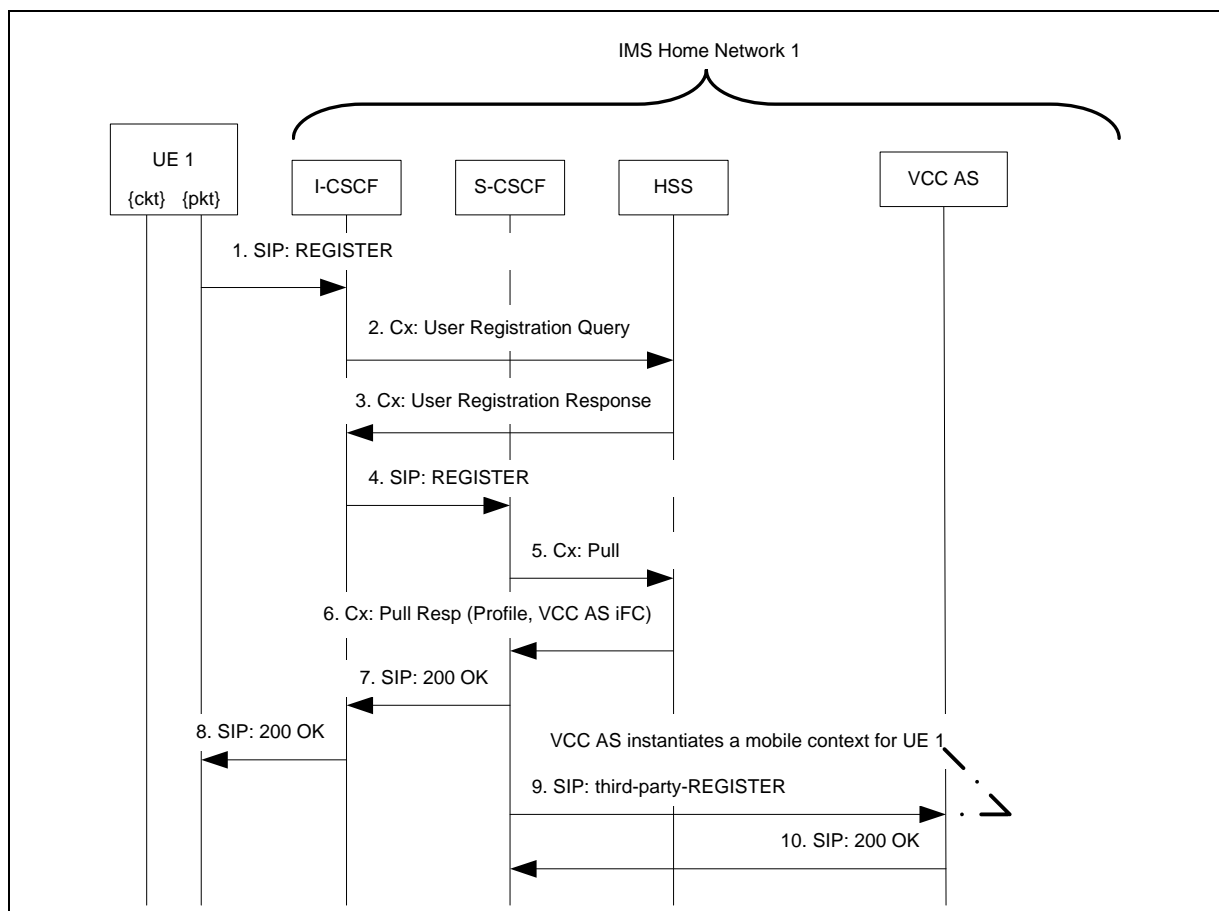 IMS Home Network 1
UE 1
{ckt} {pkt}
I-CSCF
S-CSCF
HSS
VCC AS
1. SIP: REGISTER
2. Cx: User Registration Query
3. Cx: User Registration Response
4. SIP: REGISTER
5. Cx: Pull
6. Cx: Pull Resp (Profile, VCC AS iFC)
7. SIP: 200 OK
8. SIP: 200 OK
VCC AS instantiates a mobile context for UE 1
9. SIP: third-party-REGISTER
10. SIP: 200 OK